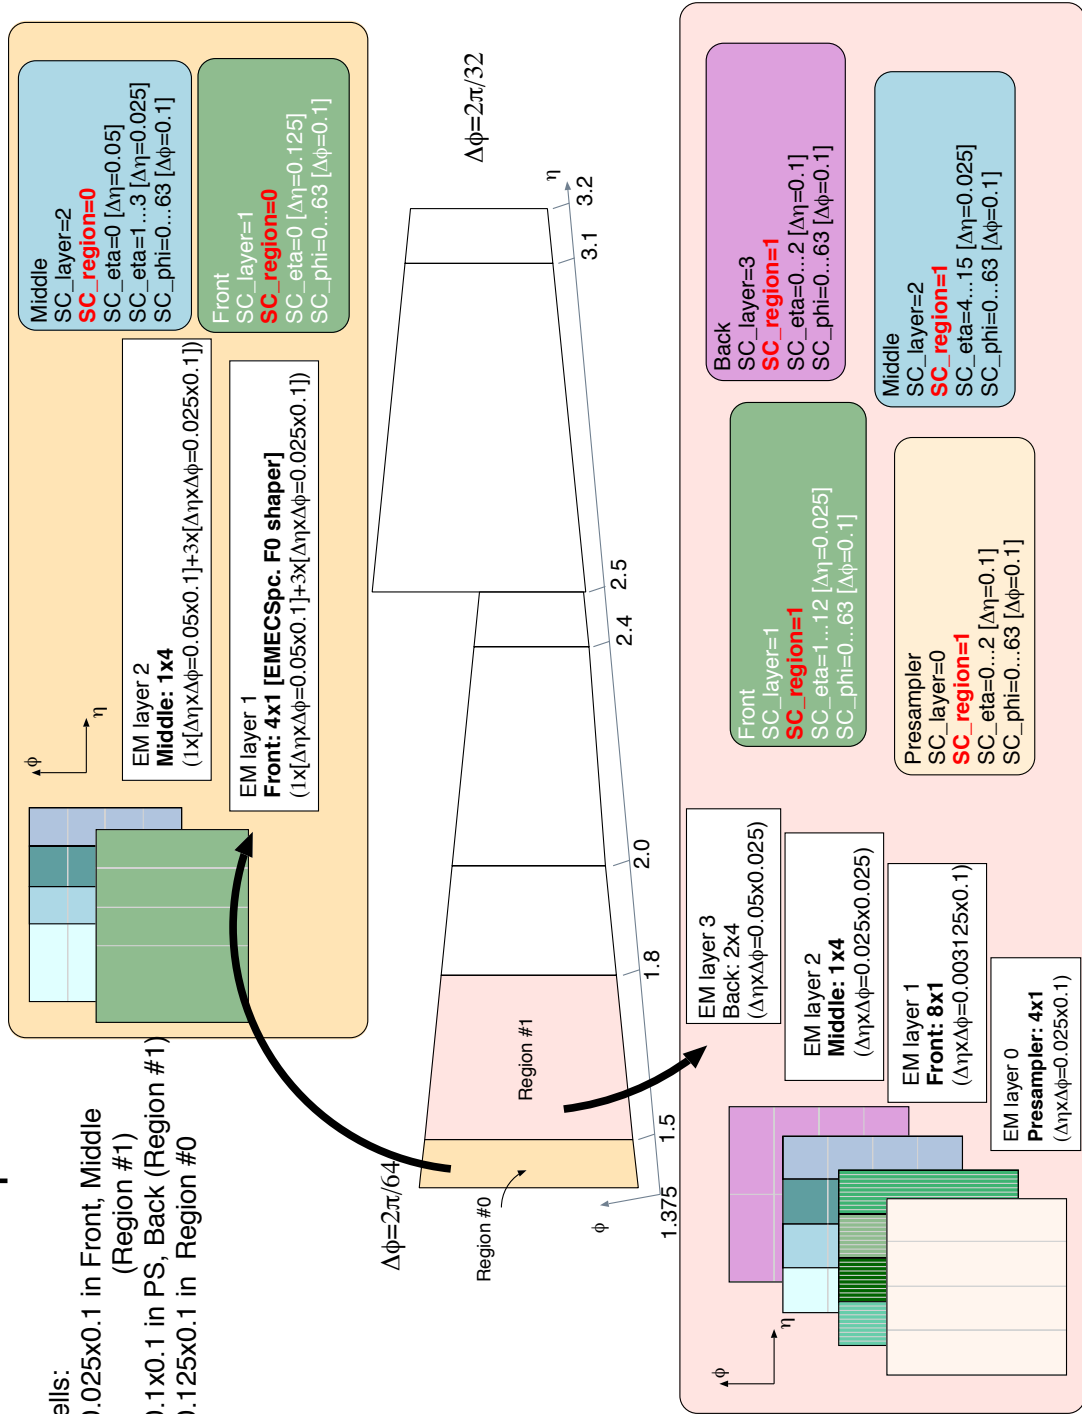 ells:
0.025x0.1 in Front, Middle
(Region #1)
0.1x0.1 in PS, Back (Region #1)
0.125x0.1 in Region #0
ϕ
η
EM layer 2
Middle: 1x4
(1x[ΔηxΔϕ=0.05x0.1]+3x[ΔηxΔϕ=0.025x0.1])
EM layer 1
Front: 4x1 [EMECSpc. F0 shaper]
(1x[ΔηxΔϕ=0.05x0.1]+3x[ΔηxΔϕ=0.025x0.1])
Middle
SC_layer=2
SC_region=0
SC_eta=0 [Δη=0.05]
SC_eta=1...3 [Δη=0.025]
SC_phi=0...63 [Δϕ=0.1]
Front
SC_layer=1
SC_region=0
SC_eta=0 [Δη=0.125]
SC_phi=0...63 [Δϕ=0.1]
Δϕ=2π/64
Δϕ=2π/32
Region #0
Region #1
ϕ
η
1.375
1.5
1.8
2.0
2.4
2.5
3.1
3.2
EM layer 3
Back: 2x4
(ΔηxΔϕ=0.05x0.025)
EM layer 2
Middle: 1x4
(ΔηxΔϕ=0.025x0.025)
EM layer 1
Front: 8x1
(ΔηxΔϕ=0.003125x0.1)
EM layer 0
Presampler: 4x1
(ΔηxΔϕ=0.025x0.1)
ϕ
η
Front
SC_layer=1
SC_region=1
SC_eta=1...12 [Δη=0.025]
SC_phi=0...63 [Δϕ=0.1]
Back
SC_layer=3
SC_region=1
SC_eta=0...2 [Δη=0.1]
SC_phi=0...63 [Δϕ=0.1]
Presampler
SC_layer=0
SC_region=1
SC_eta=0...2 [Δη=0.1]
SC_phi=0...63 [Δϕ=0.1]
Middle
SC_layer=2
SC_region=1
SC_eta=4...15 [Δη=0.025]
SC_phi=0...63 [Δϕ=0.1]